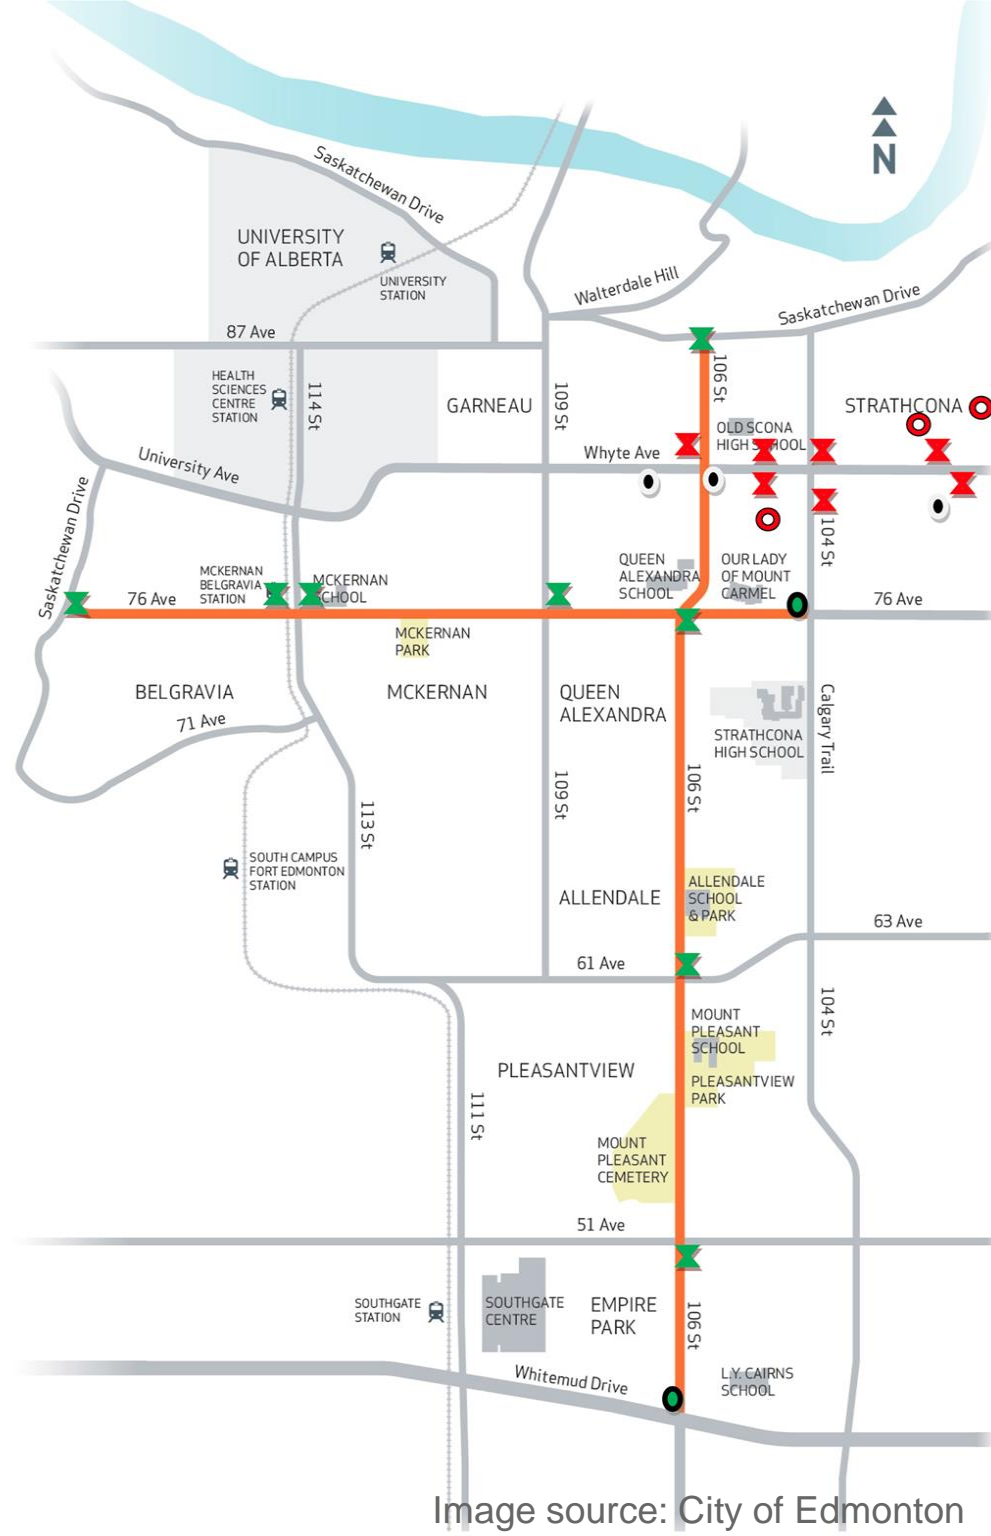 N
Saskatchewan Drive
UNIVERSITY
OF ALBERTA
UNIVERSITY
STATION
Walterdale Hill
Saskatchewan Drive
87 Ave
HEALTH
SCIENCES
CENTRE
STATION
114 St
GARNEAU
109 St
106 St
OLD SCONA
HIGH SCHOOL
STRATHCONA
Whyte Ave
University Ave
Saskatchewan Drive
104 St
MCKERNAN
BELGRAVIA
STATION
MCKERNAN
SCHOOL
QUEEN
ALEXANDRA
SCHOOL
OUR LADY
OF MOUNT
CARMEL
76 Ave
76 Ave
MCKERNAN
PARK
BELGRAVIA
MCKERNAN
QUEEN
ALEXANDRA
71 Ave
STRATHCONA
HIGH SCHOOL
Calgary Trail
113 St
109 St
106 St
SOUTH CAMPUS
FORT EDMONTON
STATION
ALLENDALE
ALLENDALE
SCHOOL
& PARK
63 Ave
61 Ave
104 St
MOUNT
PLEASANT
SCHOOL
PLEASANTVIEW
PLEASANTVIEW
PARK
111 St
MOUNT
PLEASANT
CEMETERY
51 Ave
SOUTHGATE
STATION
SOUTHGATE
CENTRE
EMPIRE
PARK
106 St
Whitemud Drive
L.Y. CAIRNS
SCHOOL
Image source: City of Edmonton